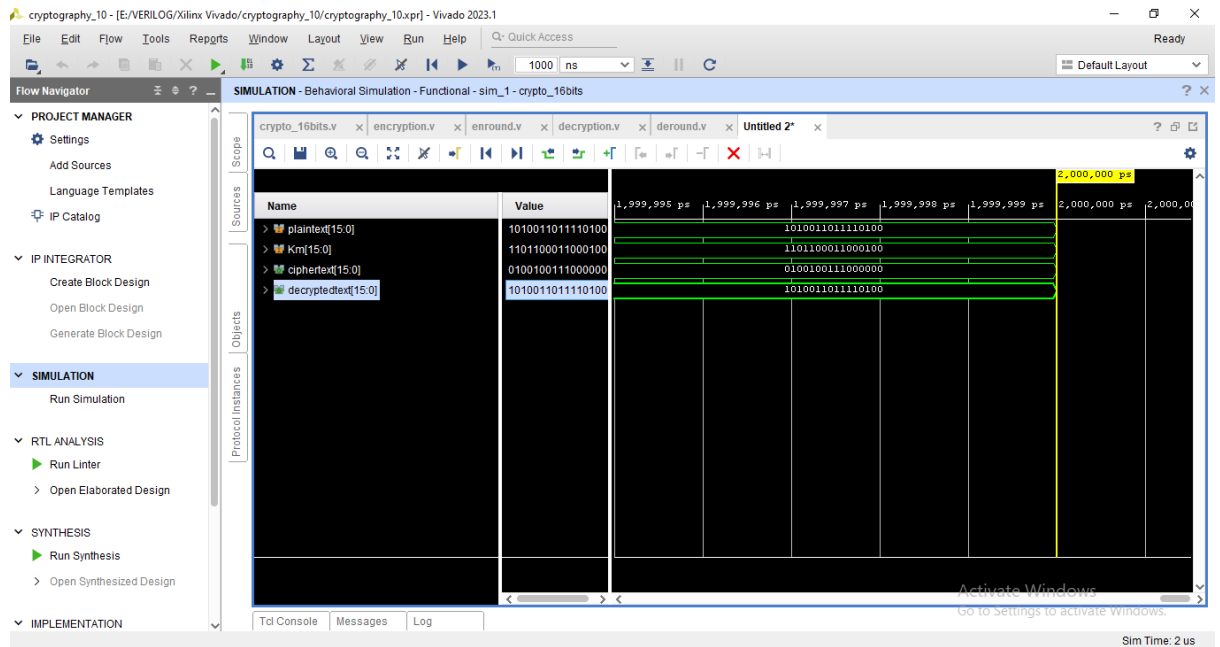 cryptography_10 - [E:/VERILOG/Xilinx Vivado/cryptography_10/cryptography_10.xpr] - Vivado 2023.1
File Edit Flow Tools Reports Window Layout View Run Help Q- Quick Access Ready
1000 ns Default Layout
Flow Navigator ? SIMULATION - Behavioral Simulation - Functional - sim_1 - crypto_16bits ?
PROJECT MANAGER
Settings
Add Sources
Language Templates
IP Catalog
IP INTEGRATOR
Create Block Design
Open Block Design
Generate Block Design
SIMULATION
Run Simulation
RTL ANALYSIS
Run Linter
Open Elaborated Design
SYNTHESIS
Run Synthesis
Open Synthesized Design
IMPLEMENTATION
Scope
Sources
Objects
Protocol Instances
crypto_16bits.v encryption.v enround.v decryption.v deround.v Untitled 2* ?
2,000,000 ps
Name Value 1,999,995 ps 1,999,996 ps 1,999,997 ps 1,999,998 ps 1,999,999 ps 2,000,000 ps 2,000,00
plaintext[15:0] 1010011011110100 1010011011110100
Km[15:0] 1101100011000100 1101100011000100
ciphertext[15:0] 0100100111000000 0100100111000000
decryptedtext[15:0] 1010011011110100 1010011011110100
Activate Windows
Go to Settings to activate Windows.
Tcl Console Messages Log
Sim Time: 2 us